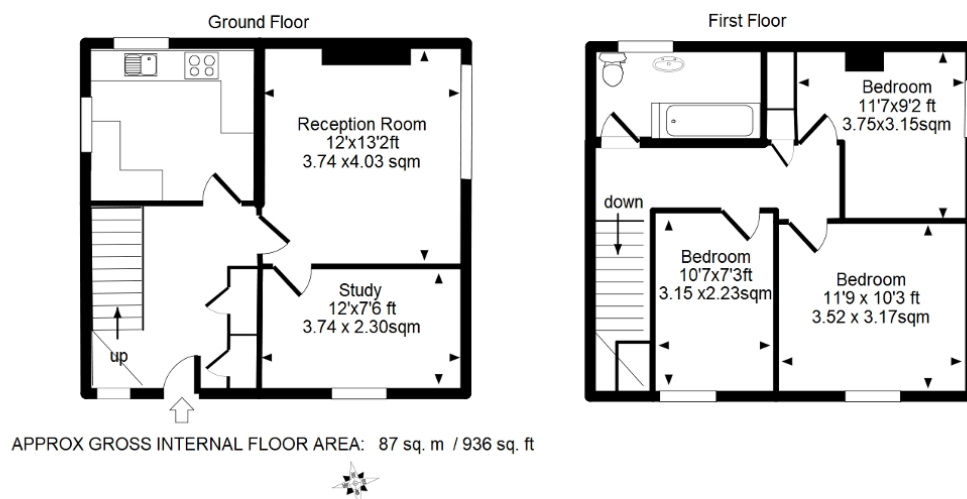 Ground Floor
Reception Room
12'x13'2ft
3.74 x4.03 sqm
Study
12'x7'6 ft
3.74 x 2.30sqm
up
First Floor
Bedroom
11'7x9'2 ft
3.75x3.15sqm
down
Bedroom
10'7x7'3ft
3.15 x2.23sqm
Bedroom
11'9 x 10'3 ft
3.52 x 3.17sqm
APPROX GROSS INTERNAL FLOOR AREA: 87 sq. m / 936 sq. ft